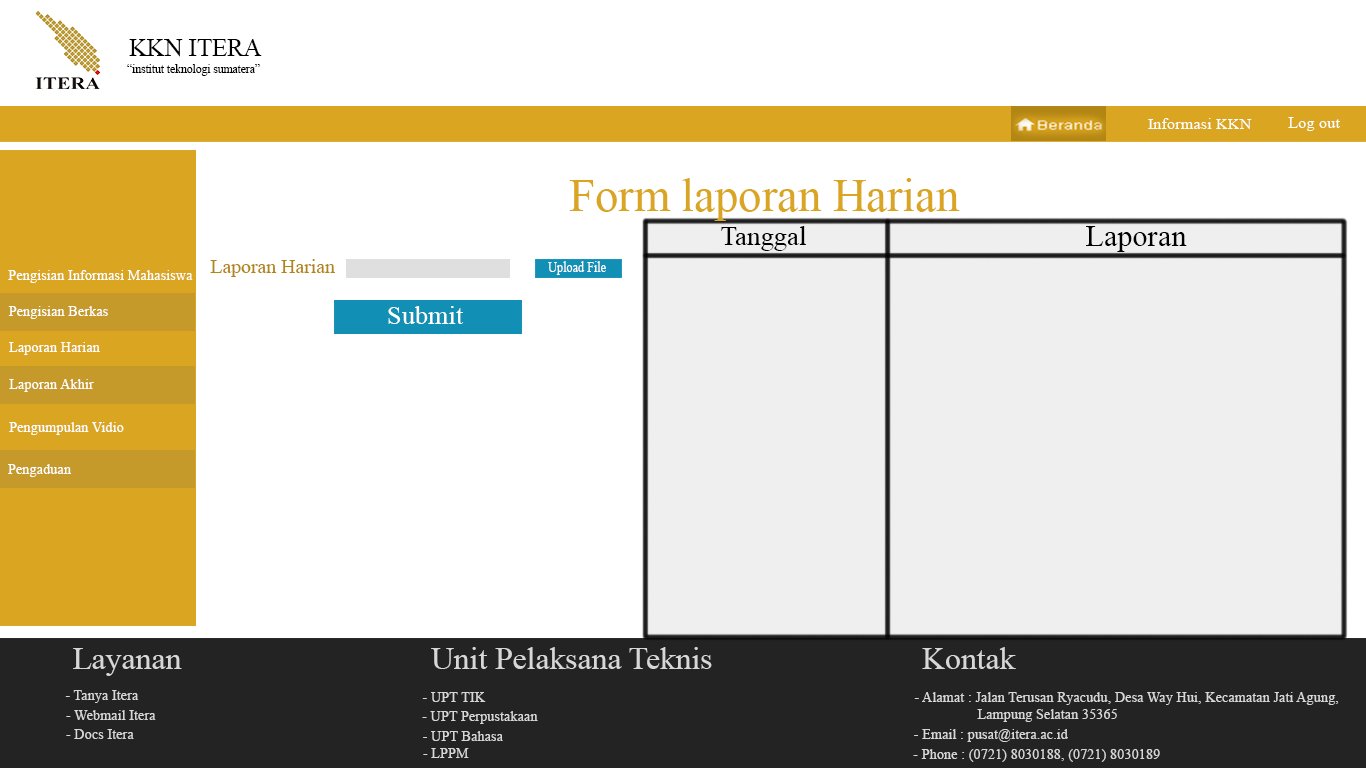 ITERA
KKN ITERA
“institut teknologi sumatera”
Beranda
Informasi KKN
Log out
Pengisian Informasi Mahasiswa
Pengisian Berkas
Laporan Harian
Laporan Akhir
Pengumpulan Vidio
Pengaduan
Form laporan Harian
Laporan Harian
Upload File
Submit
Tanggal
Laporan
Layanan
- Tanya Itera
- Webmail Itera
- Docs Itera
Unit Pelaksana Teknis
- UPT TIK
- UPT Perpustakaan
- UPT Bahasa
- LPPM
Kontak
- Alamat : Jalan Terusan Ryacudu, Desa Way Hui, Kecamatan Jati Agung,
Lampung Selatan 35365
- Email : pusat@itera.ac.id
- Phone : (0721) 8030188, (0721) 8030189